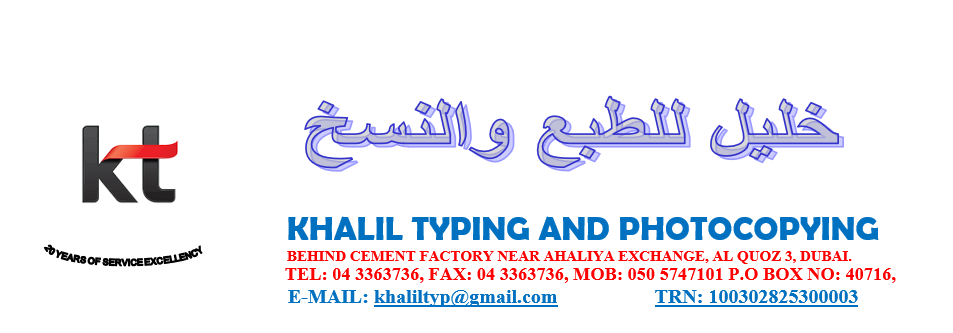 خليل للطبع والنسخ
kt
20 YEARS OF SERVICE EXCELLENCY
KHALIL TYPING AND PHOTOCOPYING
BEHIND CEMENT FACTORY NEAR AHALIYA EXCHANGE, AL QUOZ 3, DUBAI.
TEL: 04 3363736, FAX: 04 3363736, MOB: 050 5747101 P.O BOX NO: 40716,
E-MAIL: khaliltyp@gmail.com TRN: 100302825300003